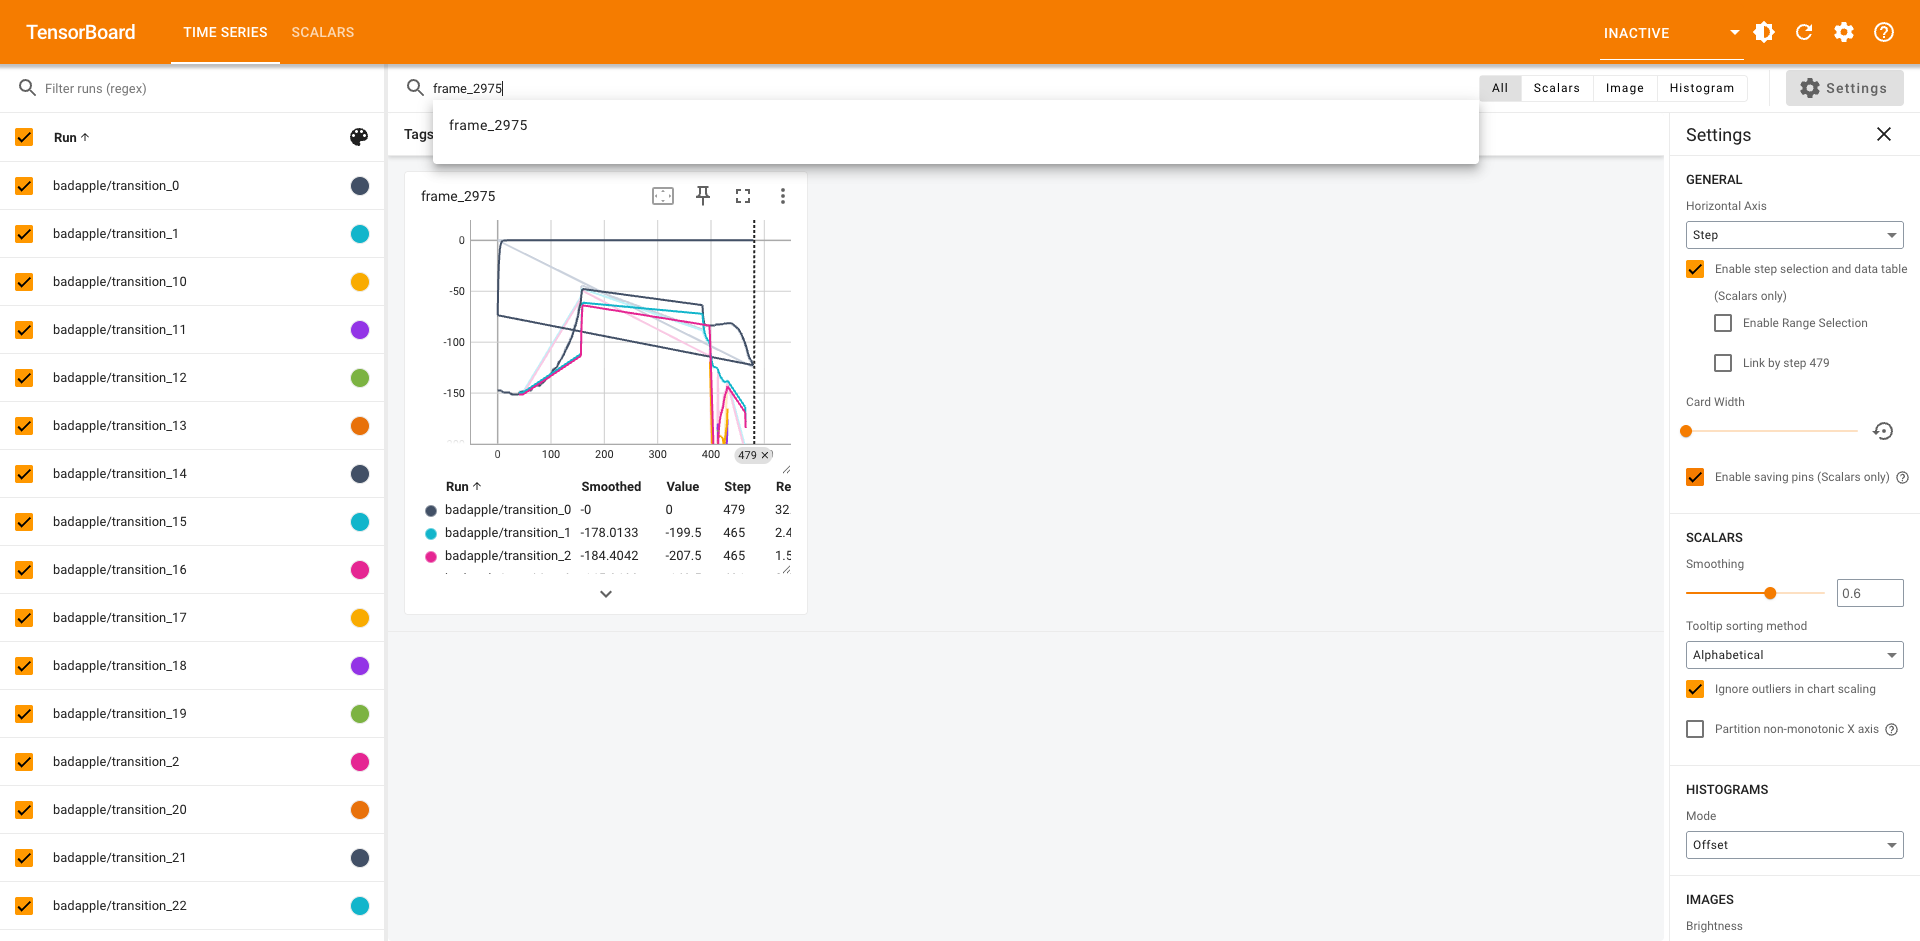 TensorBoard
TIME SERIES
SCALARS
INACTIVE
Filter runs (regex)
frame_2975
All
Scalars
Image
Histogram
Settings
frame_2975
Run
Tags
Settings
badapple/transition_0
badapple/transition_1
badapple/transition_10
badapple/transition_11
badapple/transition_12
badapple/transition_13
badapple/transition_14
badapple/transition_15
badapple/transition_16
badapple/transition_17
badapple/transition_18
badapple/transition_19
badapple/transition_2
badapple/transition_20
badapple/transition_21
badapple/transition_22
frame_2975
0
-50
-100
-150
0 100 200 300 400 479
Run Smoothed Value Step Re
badapple/transition_0 -0 0 479 32.
badapple/transition_1 -178.0133 -199.5 465 2.4
badapple/transition_2 -184.4042 -207.5 465 1.5
GENERAL
Horizontal Axis
Step
Enable step selection and data table
(Scalars only)
Enable Range Selection
Link by step 479
Card Width
Enable saving pins (Scalars only)
SCALARS
Smoothing
0.6
Tooltip sorting method
Alphabetical
Ignore outliers in chart scaling
Partition non-monotonic X axis
HISTOGRAMS
Mode
Offset
IMAGES
Brightness